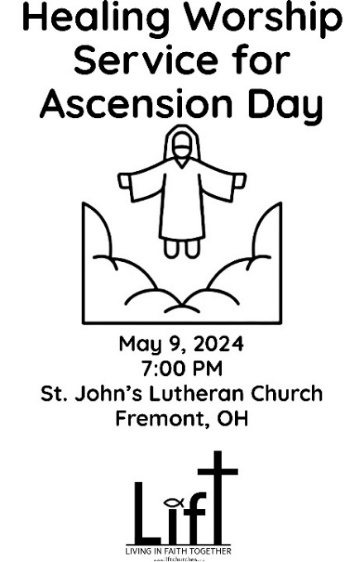 Healing Worship
Service for
Ascension Day
May 9, 2024
7:00 PM
St. John's Lutheran Church
Fremont, OH
Lift
LIVING IN FAITH TOGETHER